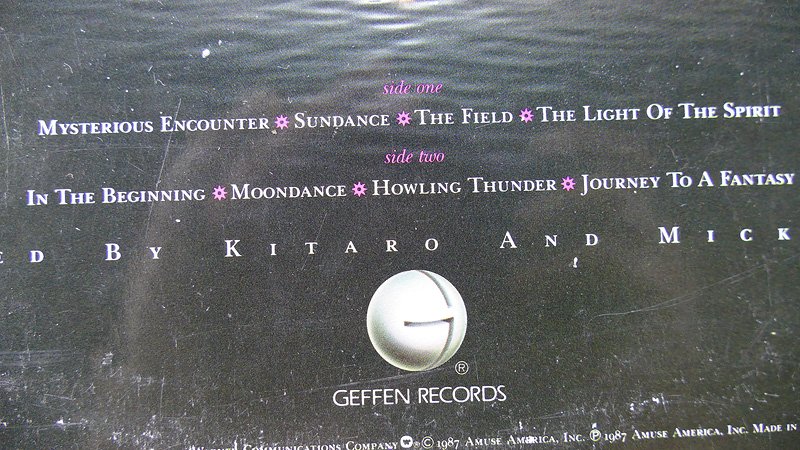 side one
MYSTERIOUS ENCOUNTER ✽ SUNDANCE ✽ THE FIELD ✽ THE LIGHT OF THE SPIRIT
side two
IN THE BEGINNING ✽ MOONDANCE ✽ HOWLING THUNDER ✽ JOURNEY TO A FANTASY
ED BY KITARO AND MICK
G
®
GEFFEN RECORDS
COMMUNICATIONS COMPANY ® © 1987 AMUSE AMERICA, INC. ℗ 1987 AMUSE AMERICA, INC. MADE IN